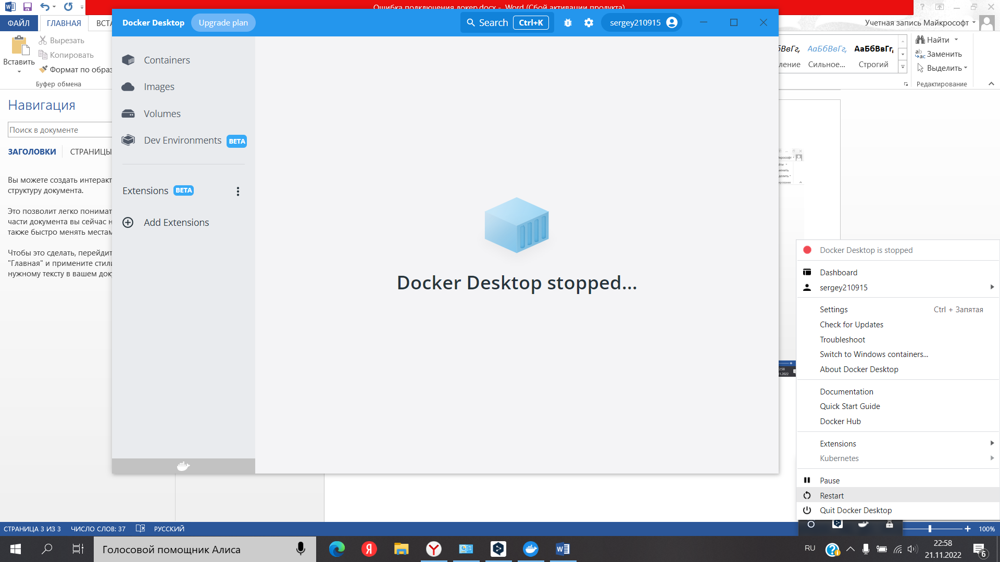 Ошибка подключения докер.docx - Word (Сбой активации продукта)
ФАЙЛ
ГЛАВНАЯ
ВСТА
Учетная запись Майкрософт
Вставить
Вырезать
Копировать
Формат по образ
Буфер обмена
АаБбВвГг,
АаБбВвГг,
Сильное...
Строгий
Найти
Заменить
Выделить
Редактирование
Навигация
Поиск в документе
ЗАГОЛОВКИ
СТРАНИЦЫ
Вы можете создать интеракт
структуру документа.
Это позволит легко понимат
части документа вы сейчас н
также быстро менять местам
Чтобы это сделать, перейдит
"Главная" и примените стили
нужному тексту в вашем док
Docker Desktop
Upgrade plan
Search
Ctrl+K
sergey210915
Containers
Images
Volumes
Dev Environments
BETA
Extensions
BETA
Add Extensions
Docker Desktop stopped...
Docker Desktop is stopped
Dashboard
sergey210915
Settings
Ctrl + Запятая
Check for Updates
Troubleshoot
Switch to Windows containers...
About Docker Desktop
Documentation
Quick Start Guide
Docker Hub
Extensions
Kubernetes
Pause
Restart
Quit Docker Desktop
СТРАНИЦА 3 ИЗ 3
ЧИСЛО СЛОВ: 37
РУССКИЙ
100%
Голосовой помощник Алиса
RU
22:58
21.11.2022
6